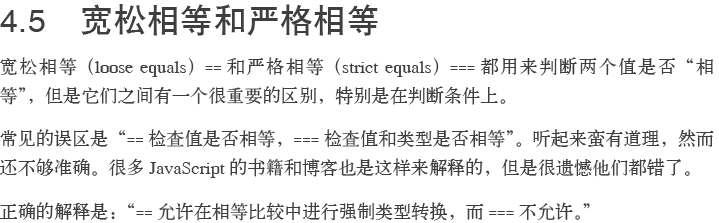 4.5 宽松相等和严格相等
宽松相等（loose equals）== 和严格相等（strict equals）=== 都用来判断两个值是否“相
等”，但是它们之间有一个很重要的区别，特别是在判断条件上。
常见的误区是“== 检查值是否相等，=== 检查值和类型是否相等”。听起来蛮有道理，然而
还不够准确。很多 JavaScript 的书籍和博客也是这样来解释的，但是很遗憾他们都错了。
正确的解释是：“== 允许在相等比较中进行强制类型转换，而 === 不允许。”